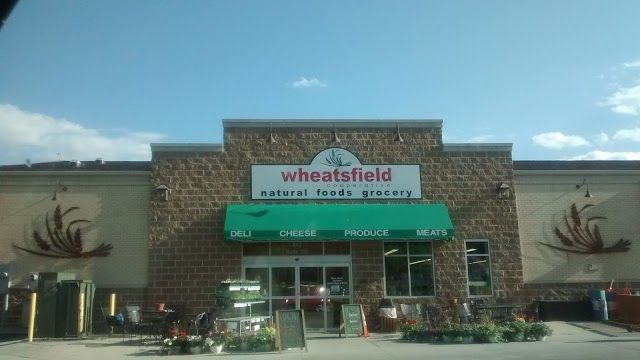 wheatsfield
cooperative
natural foods grocery
DELI CHEESE PRODUCE MEATS